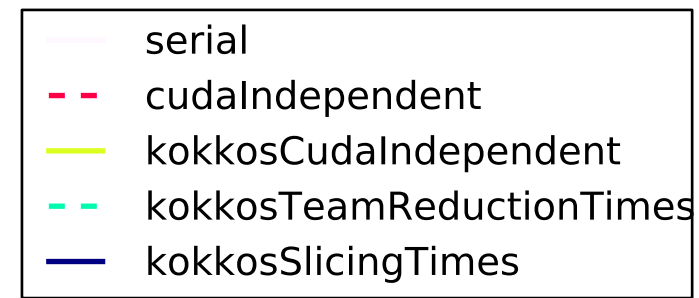 serial
cudaIndependent
kokkosCudaIndependent
kokkosTeamReductionTimes
kokkosSlicingTimes